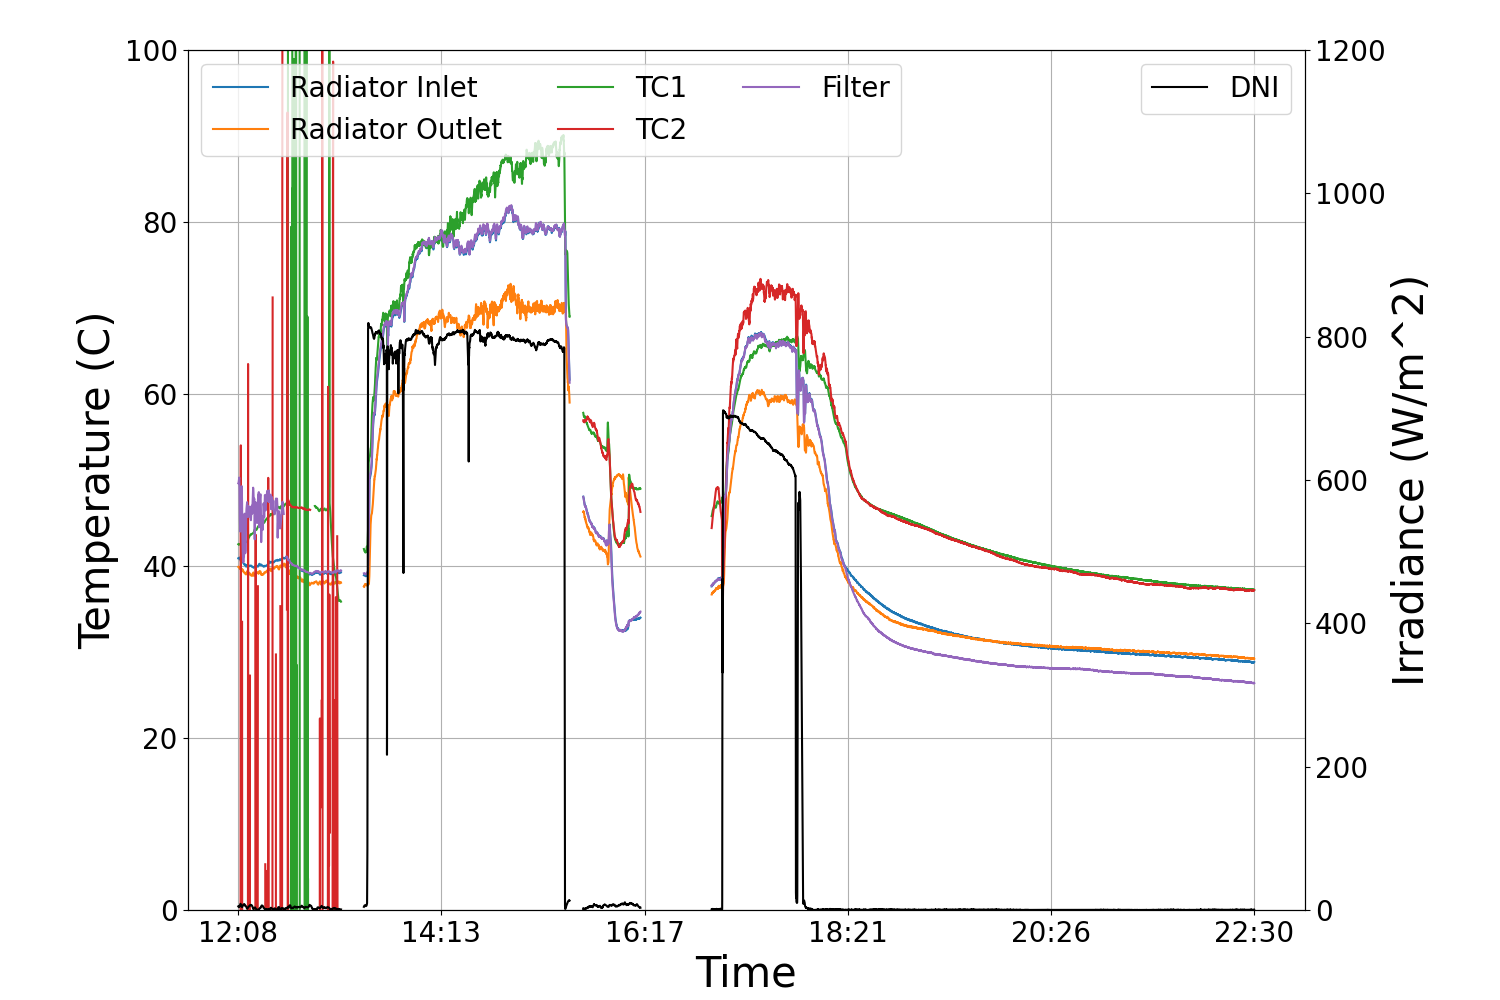 100 1200
Radiator Inlet TC1 Filter DNI
Radiator Outlet TC2
80 1000
800
60
600
40
400
20
200
0 0
12:08 14:13 16:17 18:21 20:26 22:30
Time
Temperature (C)
Irradiance (W/m^2)